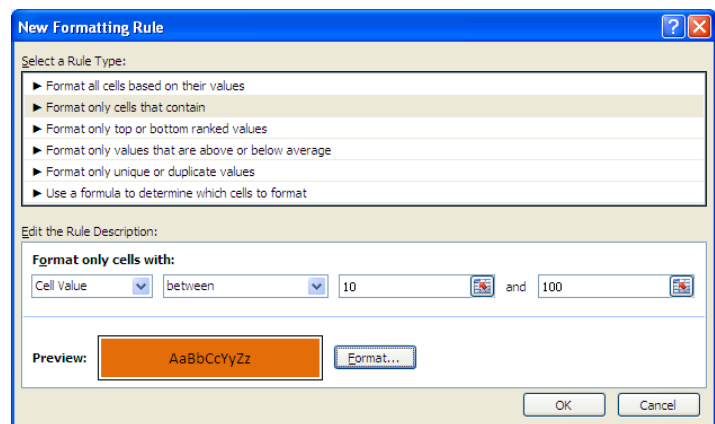 New Formatting Rule
Select a Rule Type:
► Format all cells based on their values
► Format only cells that contain
► Format only top or bottom ranked values
► Format only values that are above or below average
► Format only unique or duplicate values
► Use a formula to determine which cells to format
Edit the Rule Description:
Format only cells with:
Cell Value between 10 and 100
Preview: AaBbCcYyZz Format...
OK Cancel